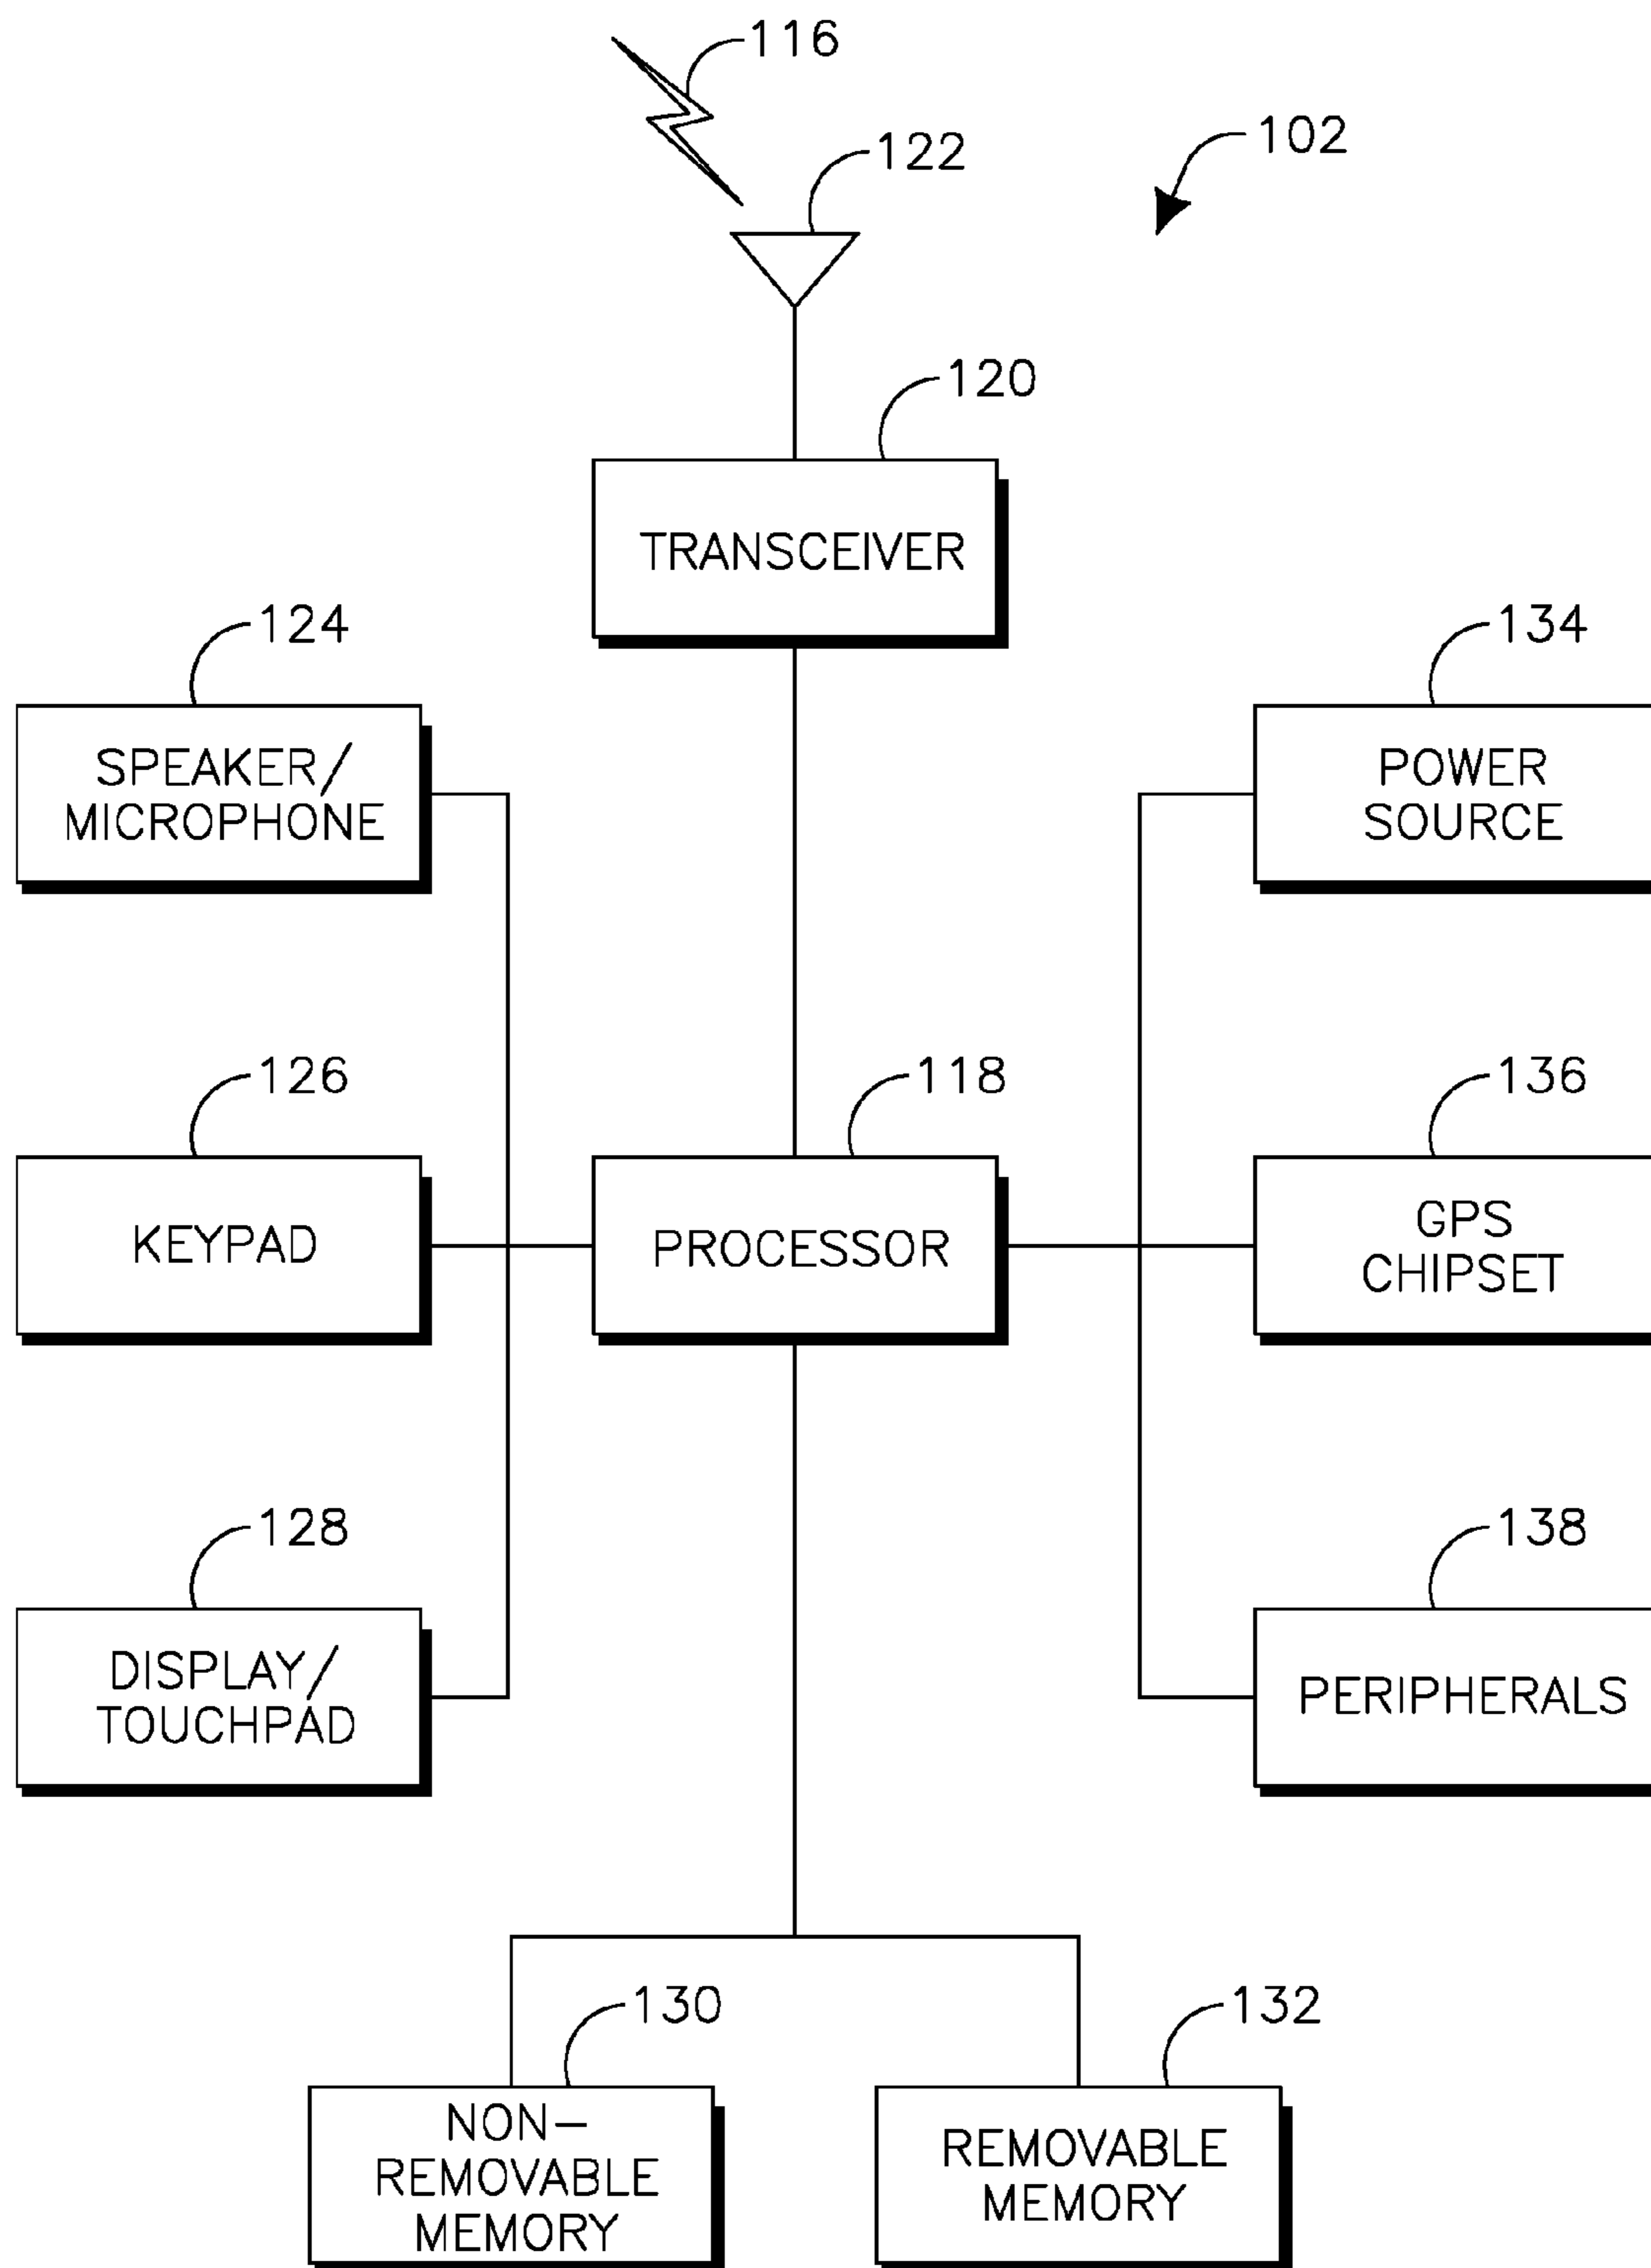 116
122
102
120
TRANSCEIVER
124
134
SPEAKER/
MICROPHONE
POWER
SOURCE
126
118
136
KEYPAD
PROCESSOR
GPS
CHIPSET
128
138
DISPLAY/
TOUCHPAD
PERIPHERALS
130
132
NON-
REMOVABLE
MEMORY
REMOVABLE
MEMORY